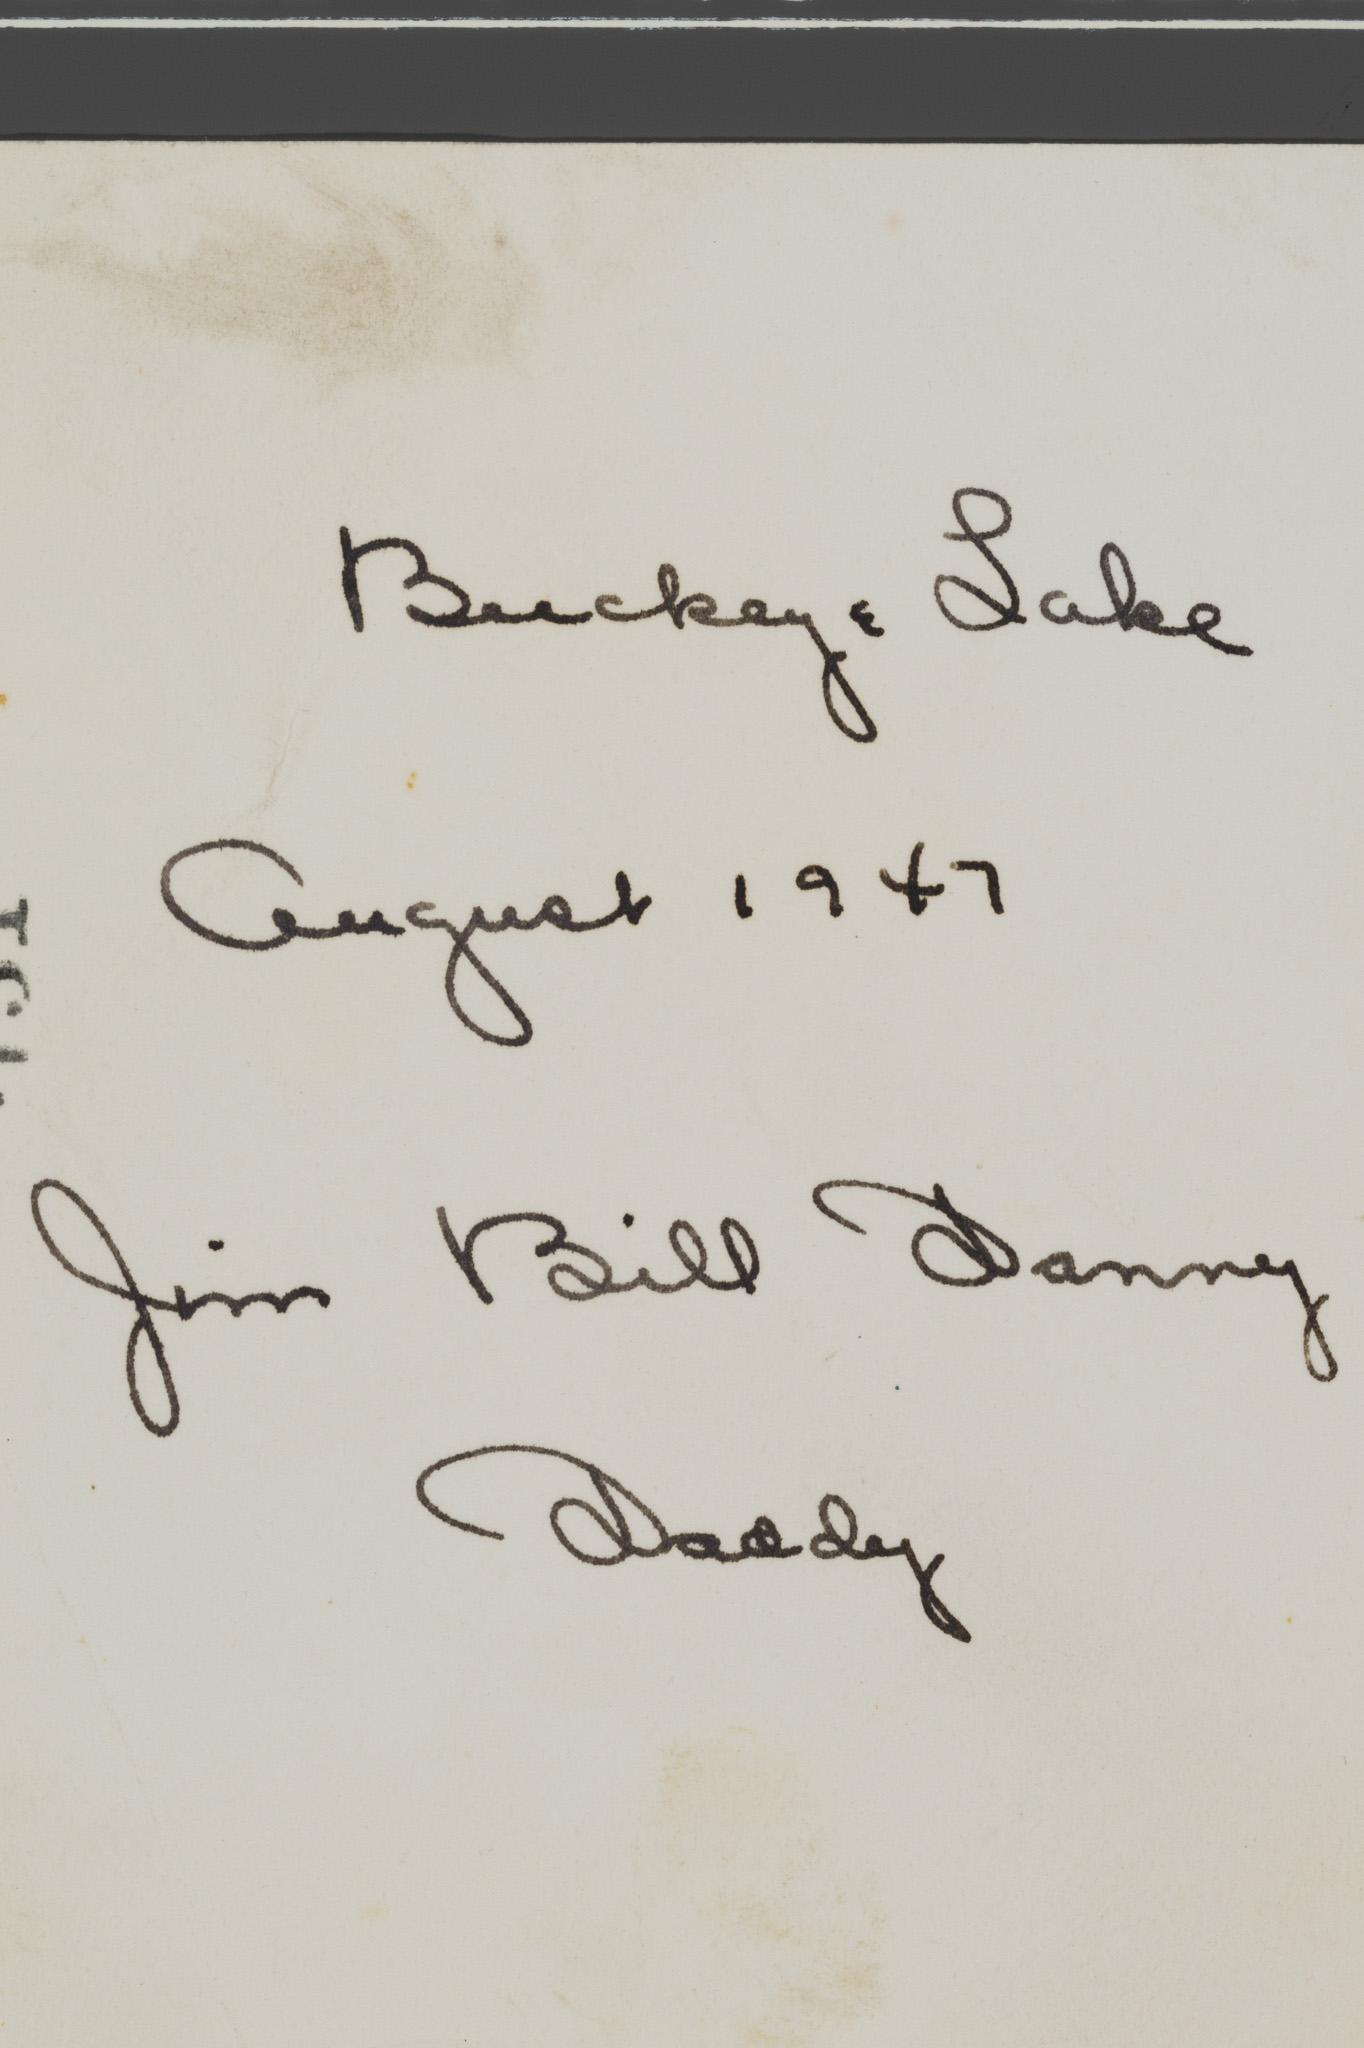 Buckeye Lake
August 1947
Jim Bill Danny
Daddy